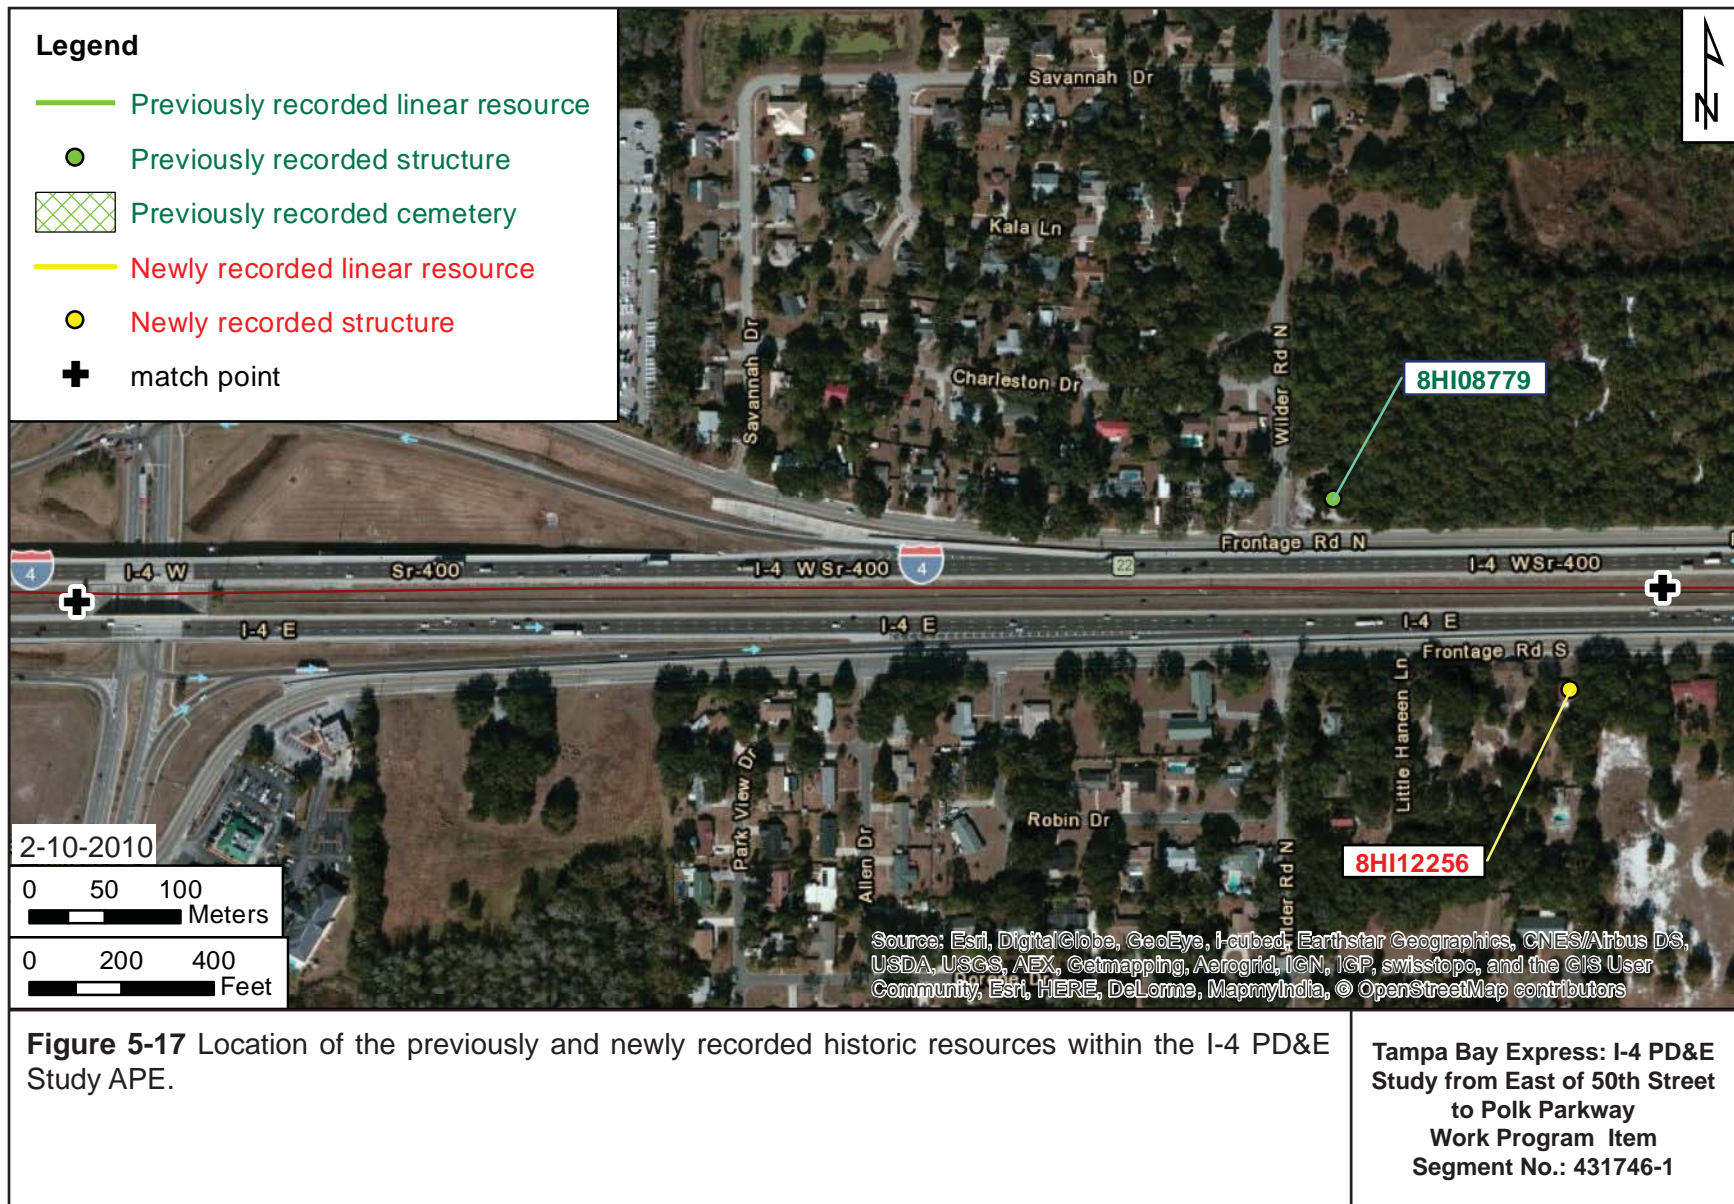 Legend
Previously recorded linear resource
Previously recorded structure
Previously recorded cemetery
Newly recorded linear resource
Newly recorded structure
match point
N
Savannah Dr
Kala Ln
Savannah Dr
Charleston Dr
Wilder Rd N
8HI08779
Frontage Rd N
4
I-4 W
Sr-400
I-4 W Sr-400
4
22
I-4 W Sr-400
I-4 E
I-4 E
I-4 E
Frontage Rd S
Little Haneen Ln
Park View Dr
Allen Dr
Robin Dr
Wilder Rd N
8HI12256
2-10-2010
0 50 100
Meters
0 200 400
Feet
Source: Esri, DigitalGlobe, GeoEye, i-cubed, Earthstar Geographics, CNES/Airbus DS,
USDA, USGS, AEX, Getmapping, Aerogrid, IGN, IGP, swisstopo, and the GIS User
Community, Esri, HERE, DeLorme, MapmyIndia, © OpenStreetMap contributors
Figure 5-17 Location of the previously and newly recorded historic resources within the I-4 PD&E
Study APE.
Tampa Bay Express: I-4 PD&E
Study from East of 50th Street
to Polk Parkway
Work Program Item
Segment No.: 431746-1